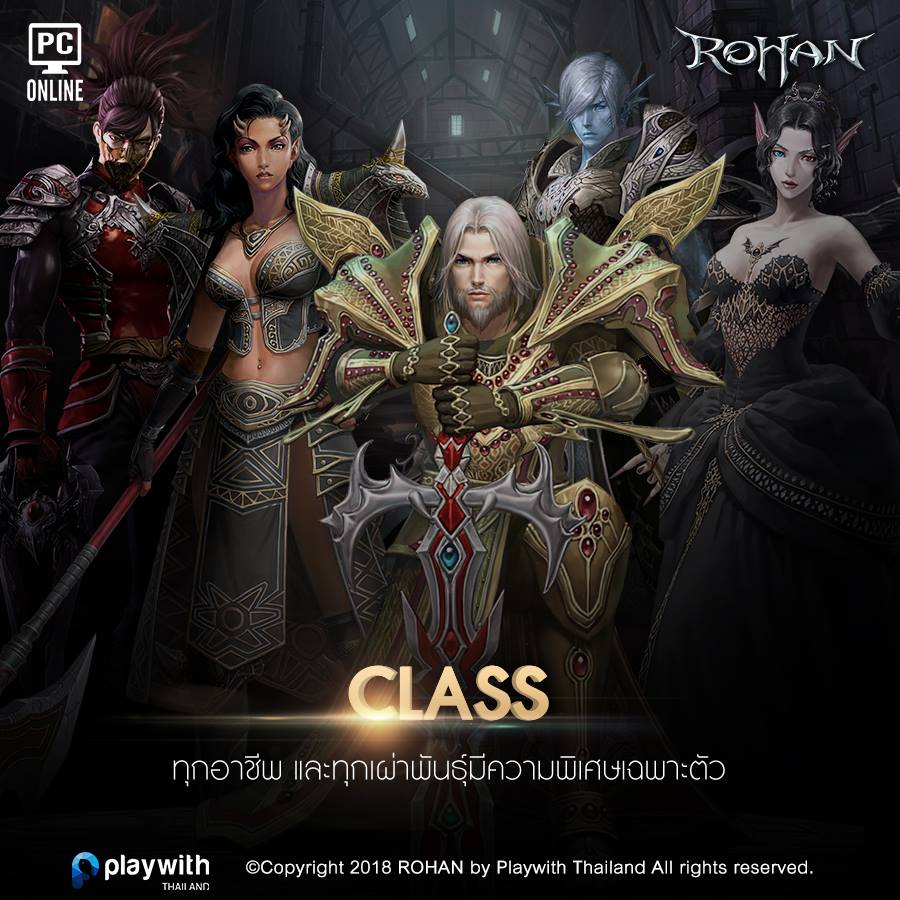 PC
ONLINE
ROHAN
CLASS
ทุกอาชีพ และทุกเผ่าพันธุ์มีความพิเศษเฉพาะตัว
playwith
THAILAND
©Copyright 2018 ROHAN by Playwith Thailand All rights reserved.